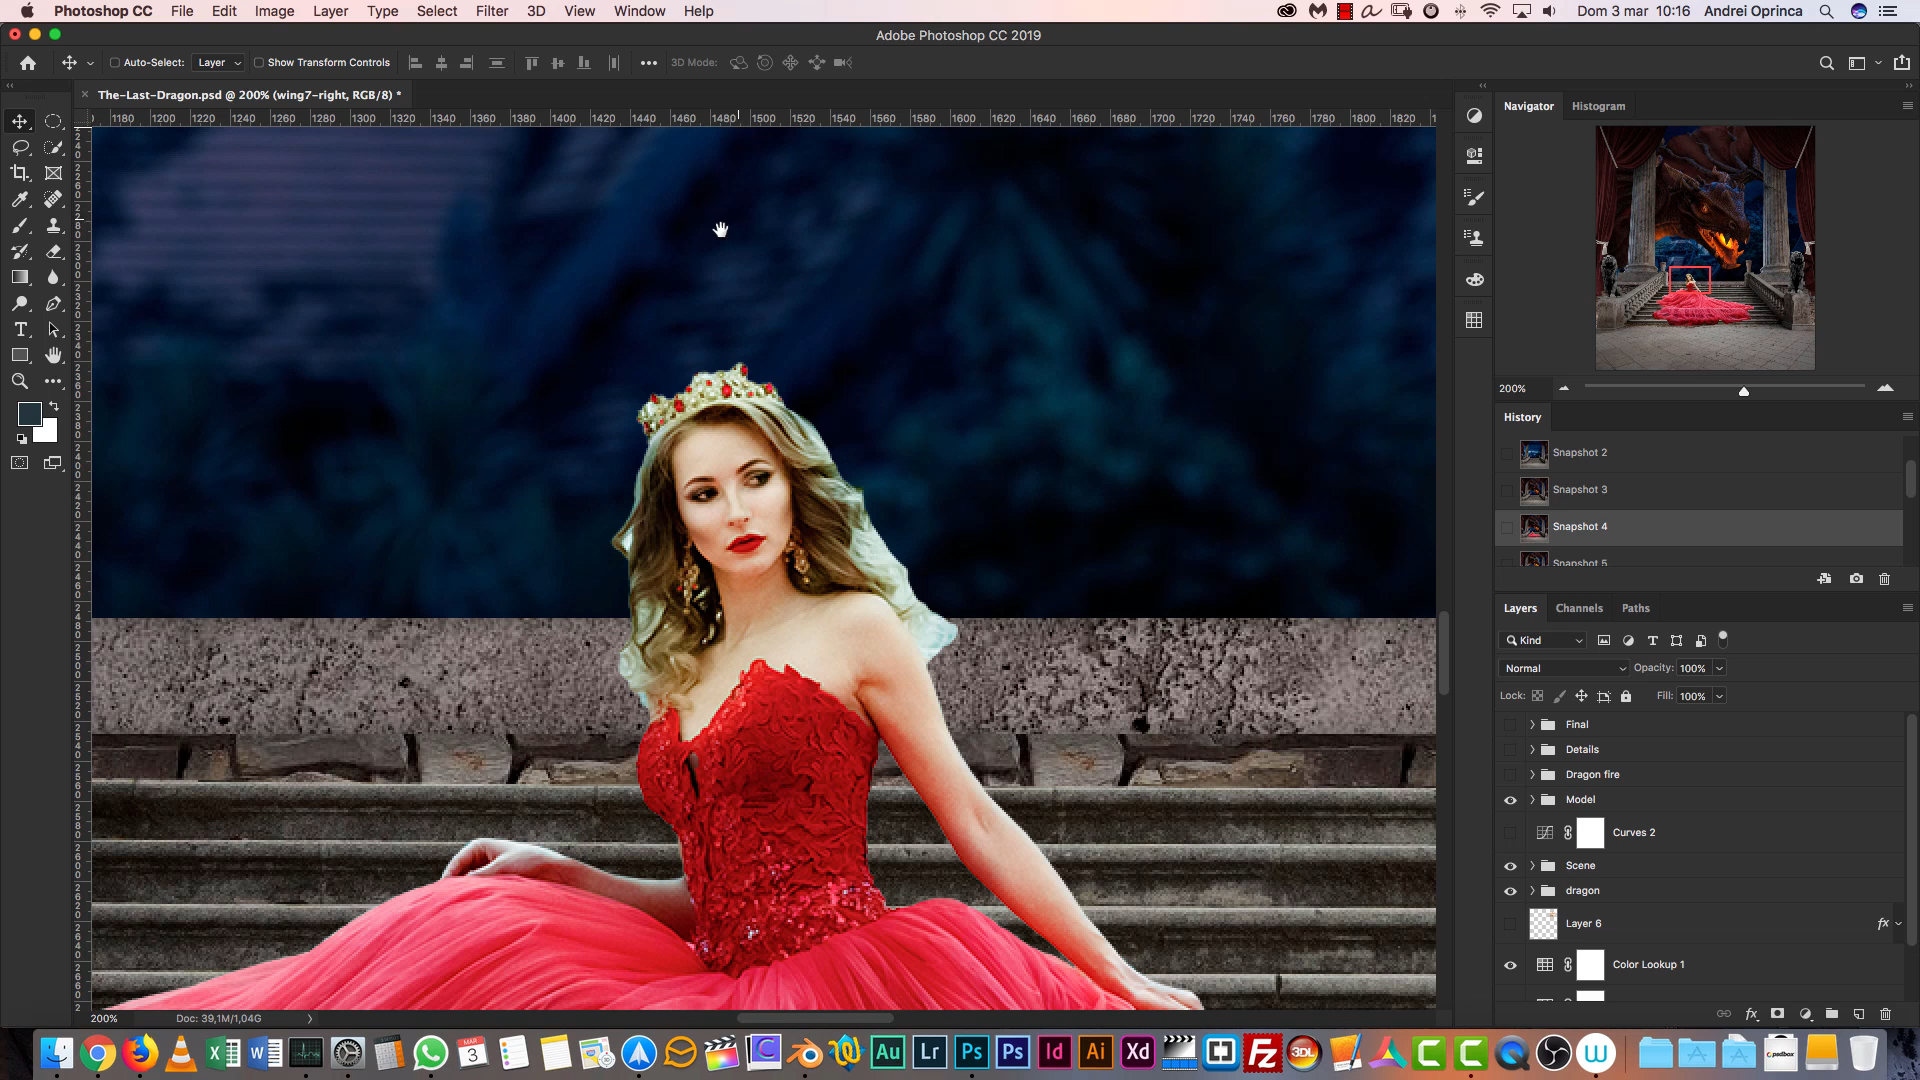 Photoshop CC File Edit Image Layer Type Select Filter 3D View Window Help Dom 3 mar 10:16 Andrei Oprinca
Adobe Photoshop CC 2019
Auto-Select: Layer Show Transform Controls 3D Mode:
The-Last-Dragon.psd @ 200% (wing7-right, RGB/8) *
1180 1200 1220 1240 1260 1280 1300 1320 1340 1360 1380 1400 1420 1440 1460 1480 1500 1520 1540 1560 1580 1600 1620 1640 1660 1680 1700 1720 1740 1760 1780 1800 1820
Navigator Histogram
200%
History
Snapshot 2
Snapshot 3
Snapshot 4
Snapshot 5
Layers Channels Paths
Kind
Normal Opacity: 100%
Lock: Fill: 100%
Final
Details
Dragon fire
Model
Curves 2
Scene
dragon
Layer 6 fx
Color Lookup 1
200% Doc: 39,1M/1,04G
fx
MAR 3 Au Lr Ps Ps Id Ai Xd Fz 3DL